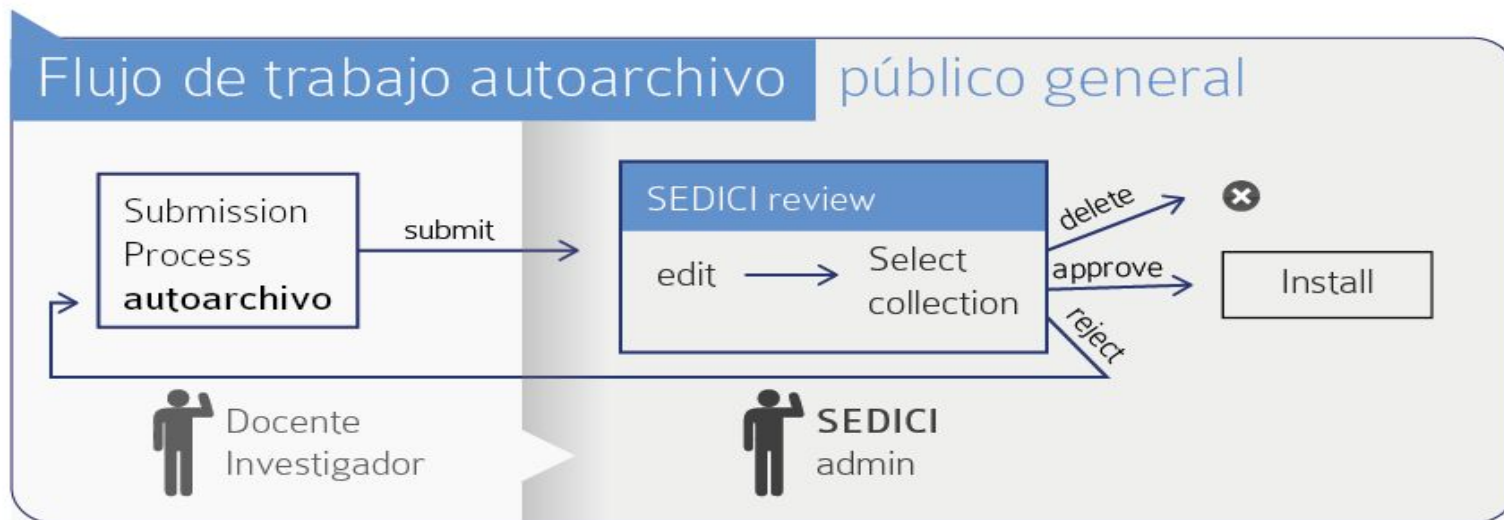 Flujo de trabajo autoarchivo público general
Submission
Process
autoarchivo
submit
SEDICI review
edit
Select
collection
delete
approve
reject
Install
Docente
Investigador
SEDICI
admin